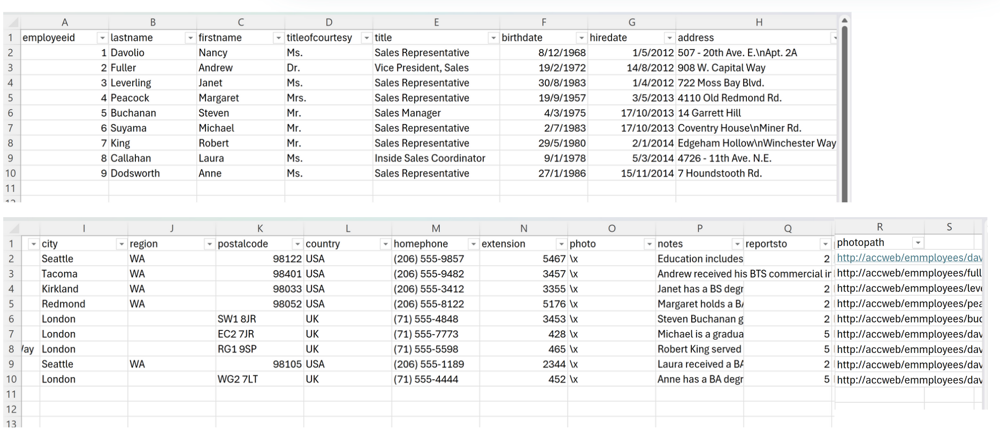 A B C D E F G H
1 employeeid lastname firstname titleofcourtesy title birthdate hiredate address
2 1 Davolio Nancy Ms. Sales Representative 8/12/1968 1/5/2012 507 - 20th Ave. E.\nApt. 2A
3 2 Fuller Andrew Dr. Vice President, Sales 19/2/1972 14/8/2012 908 W. Capital Way
4 3 Leverling Janet Ms. Sales Representative 30/8/1983 1/4/2012 722 Moss Bay Blvd.
5 4 Peacock Margaret Mrs. Sales Representative 19/9/1957 3/5/2013 4110 Old Redmond Rd.
6 5 Buchanan Steven Mr. Sales Manager 4/3/1975 17/10/2013 14 Garrett Hill
7 6 Suyama Michael Mr. Sales Representative 2/7/1983 17/10/2013 Coventry House\nMiner Rd.
8 7 King Robert Mr. Sales Representative 29/5/1980 2/1/2014 Edgeham Hollow\nWinchester Way
9 8 Callahan Laura Ms. Inside Sales Coordinator 9/1/1978 5/3/2014 4726 - 11th Ave. N.E.
10 9 Dodsworth Anne Ms. Sales Representative 27/1/1986 15/11/2014 7 Houndstooth Rd.
11
I J K L M N O P Q R S
1 city region postalcode country homephone extension photo notes reportsto photopath
2 Seattle WA 98122 USA (206) 555-9857 5467 \x Education includes 2 http://accweb/emmployees/dav
3 Tacoma WA 98401 USA (206) 555-9482 3457 \x Andrew received his BTS commercial in http://accweb/emmployees/full
4 Kirkland WA 98033 USA (206) 555-3412 3355 \x Janet has a BS degr 2 http://accweb/emmployees/leve
5 Redmond WA 98052 USA (206) 555-8122 5176 \x Margaret holds a BA 2 http://accweb/emmployees/pea
6 London SW1 8JR UK (71) 555-4848 3453 \x Steven Buchanan g 2 http://accweb/emmployees/buc
7 London EC2 7JR UK (71) 555-7773 428 \x Michael is a gradua 5 http://accweb/emmployees/dav
8 Way London RG1 9SP UK (71) 555-5598 465 \x Robert King served 5 http://accweb/emmployees/dav
9 Seattle WA 98105 USA (206) 555-1189 2344 \x Laura received a BA 2 http://accweb/emmployees/dav
10 London WG2 7LT UK (71) 555-4444 452 \x Anne has a BA degr 5 http://accweb/emmployees/dav
11
12
13